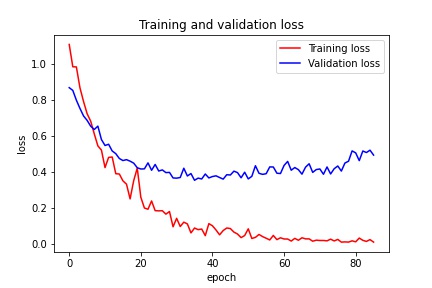 Training and validation loss
Training loss
Validation loss
loss
1.0
0.8
0.6
0.4
0.2
0.0
0 20 40 60 80
epoch